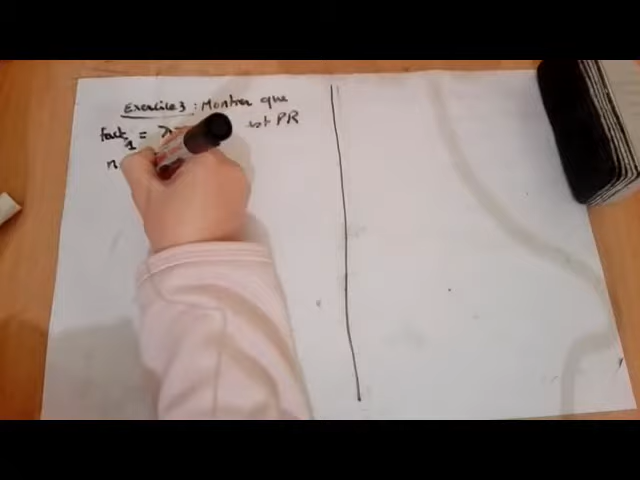 Exercice 3 : Montrer que
fact = λ est PR
n